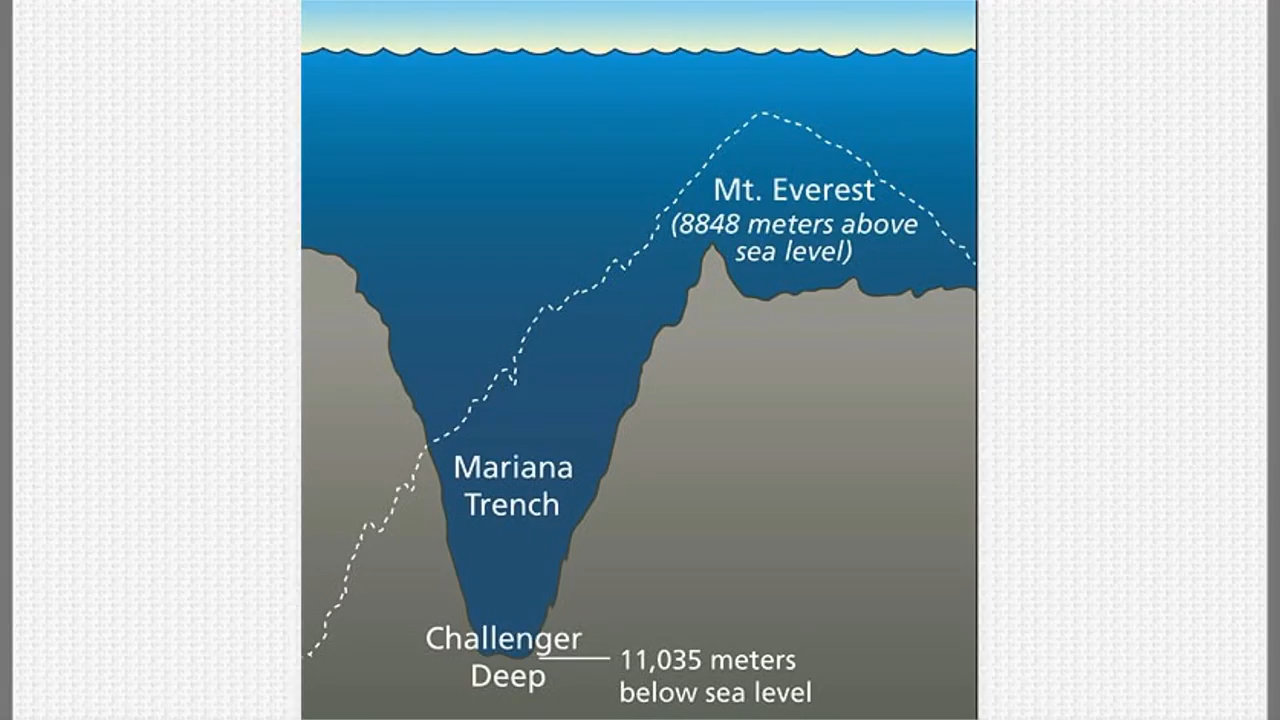 Mt. Everest
(8848 meters above
sea level)
Mariana
Trench
Challenger
Deep
11,035 meters
below sea level